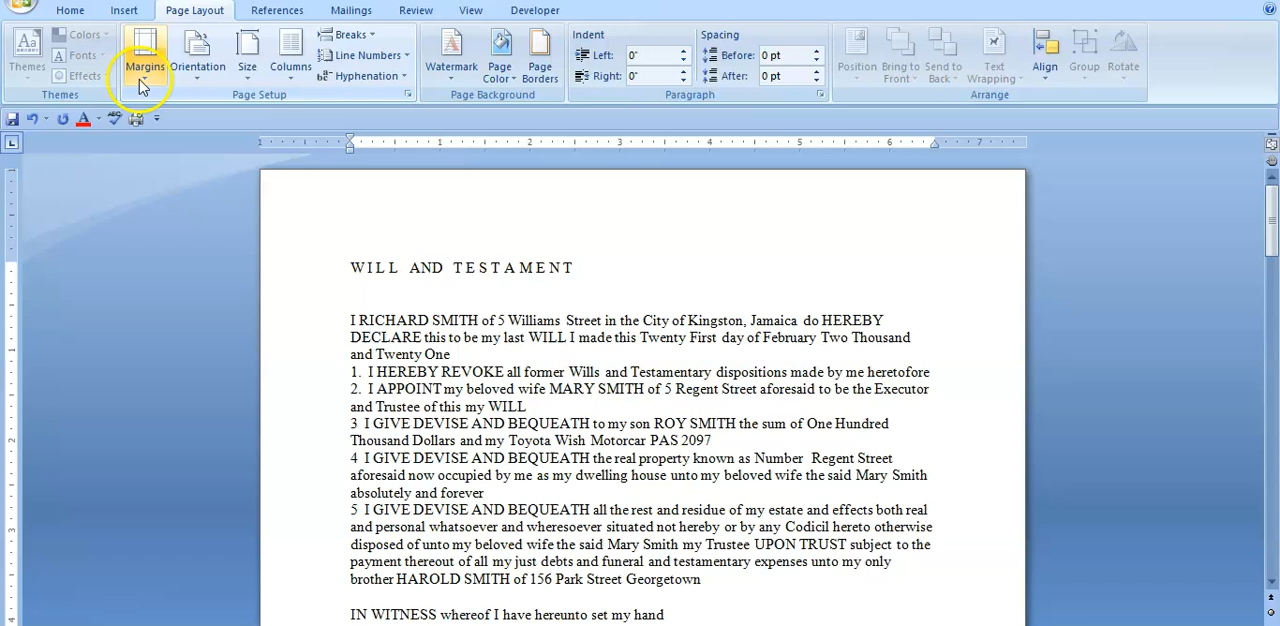 Home Insert Page Layout References Mailings Review View Developer
Themes Colors Fonts Effects Themes
Margins Orientation Size Columns Breaks Line Numbers Hyphenation Page Setup
Watermark Page Color Page Borders Page Background
Indent Left: 0" Right: 0" Spacing Before: 0 pt After: 0 pt Paragraph
Position Bring to Front Send to Back Text Wrapping Align Group Rotate Arrange
1 1 2 3 4 5 6 7
WILL AND TESTAMENT
I RICHARD SMITH of 5 Williams Street in the City of Kingston, Jamaica do HEREBY
DECLARE this to be my last WILL I made this Twenty First day of February Two Thousand
and Twenty One
1. I HEREBY REVOKE all former Wills and Testamentary dispositions made by me heretofore
2. I APPOINT my beloved wife MARY SMITH of 5 Regent Street aforesaid to be the Executor
and Trustee of this my WILL
3 I GIVE DEVISE AND BEQUEATH to my son ROY SMITH the sum of One Hundred
Thousand Dollars and my Toyota Wish Motorcar PAS 2097
4 I GIVE DEVISE AND BEQUEATH the real property known as Number Regent Street
aforesaid now occupied by me as my dwelling house unto my beloved wife the said Mary Smith
absolutely and forever
5 I GIVE DEVISE AND BEQUEATH all the rest and residue of my estate and effects both real
and personal whatsoever and wheresoever situated not hereby or by any Codicil hereto otherwise
disposed of unto my beloved wife the said Mary Smith my Trustee UPON TRUST subject to the
payment thereout of all my just debts and funeral and testamentary expenses unto my only
brother HAROLD SMITH of 156 Park Street Georgetown
IN WITNESS whereof I have hereunto set my hand